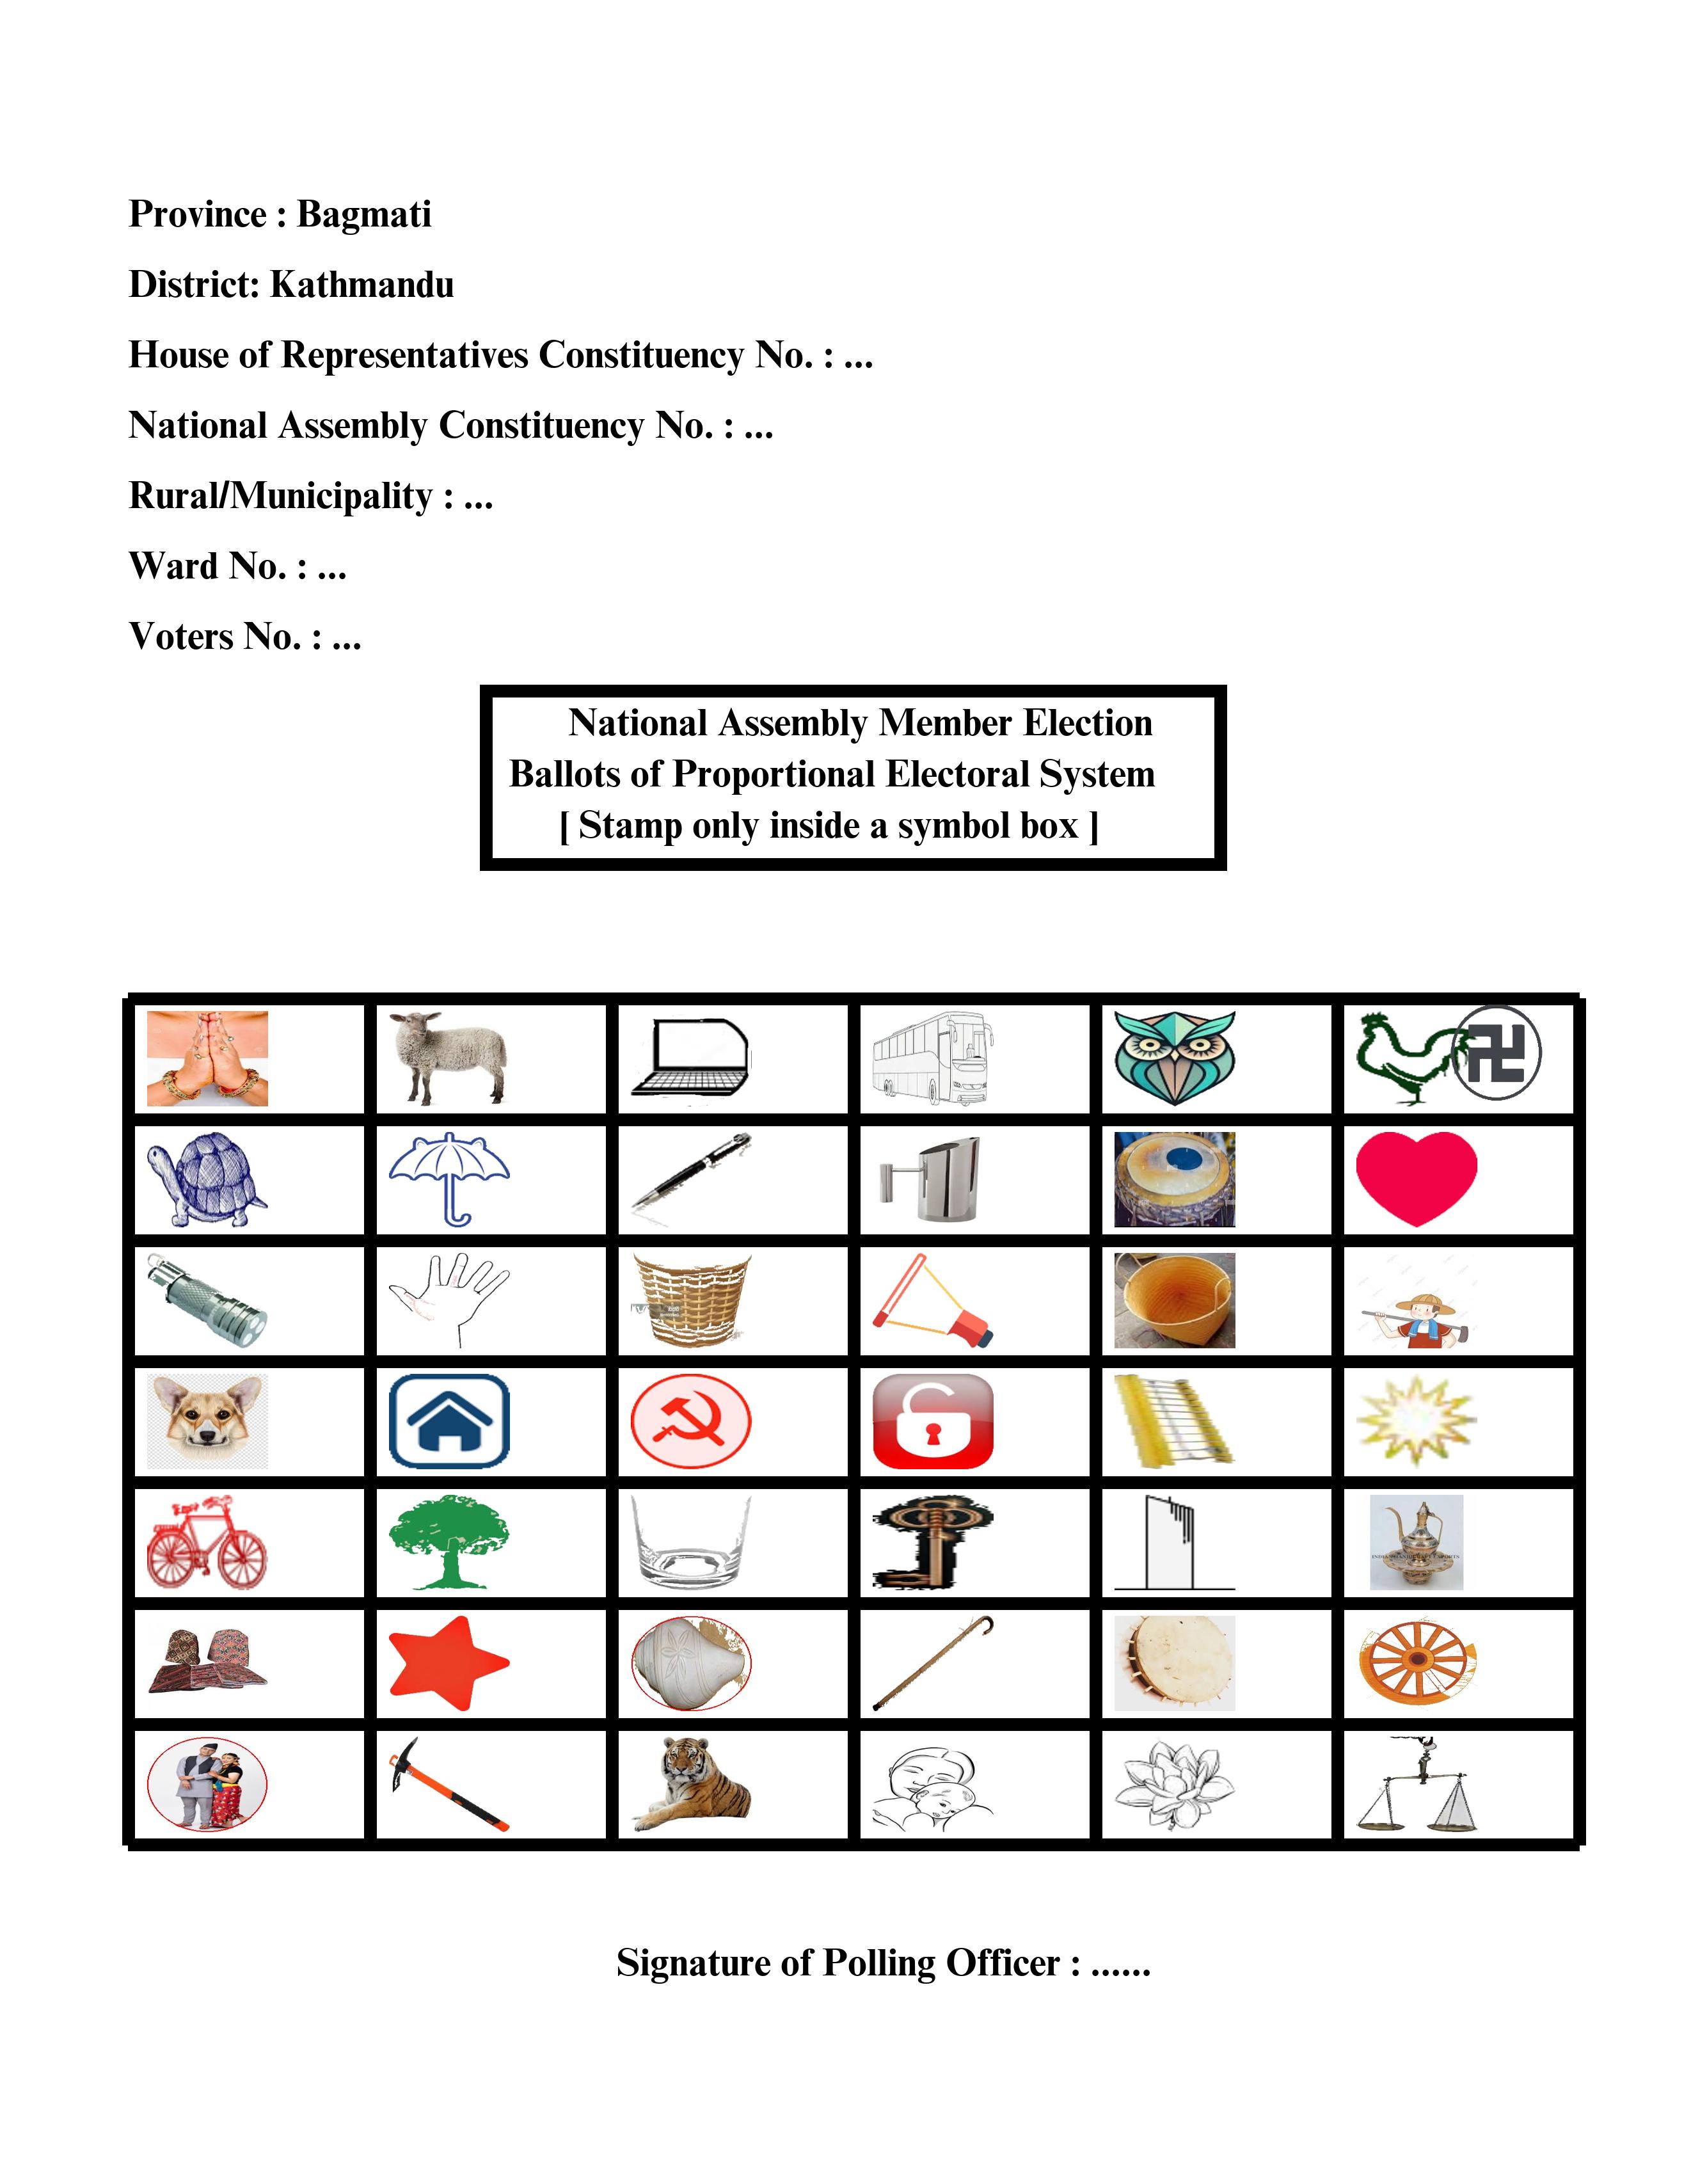 Province : Bagmati
District: Kathmandu
House of Representatives Constituency No. : ...
National Assembly Constituency No. : ...
Rural/Municipality : ...
Ward No. : ...
Voters No. : ...
National Assembly Member Election
Ballots of Proportional Electoral System
[ Stamp only inside a symbol box ]
Signature of Polling Officer : ......